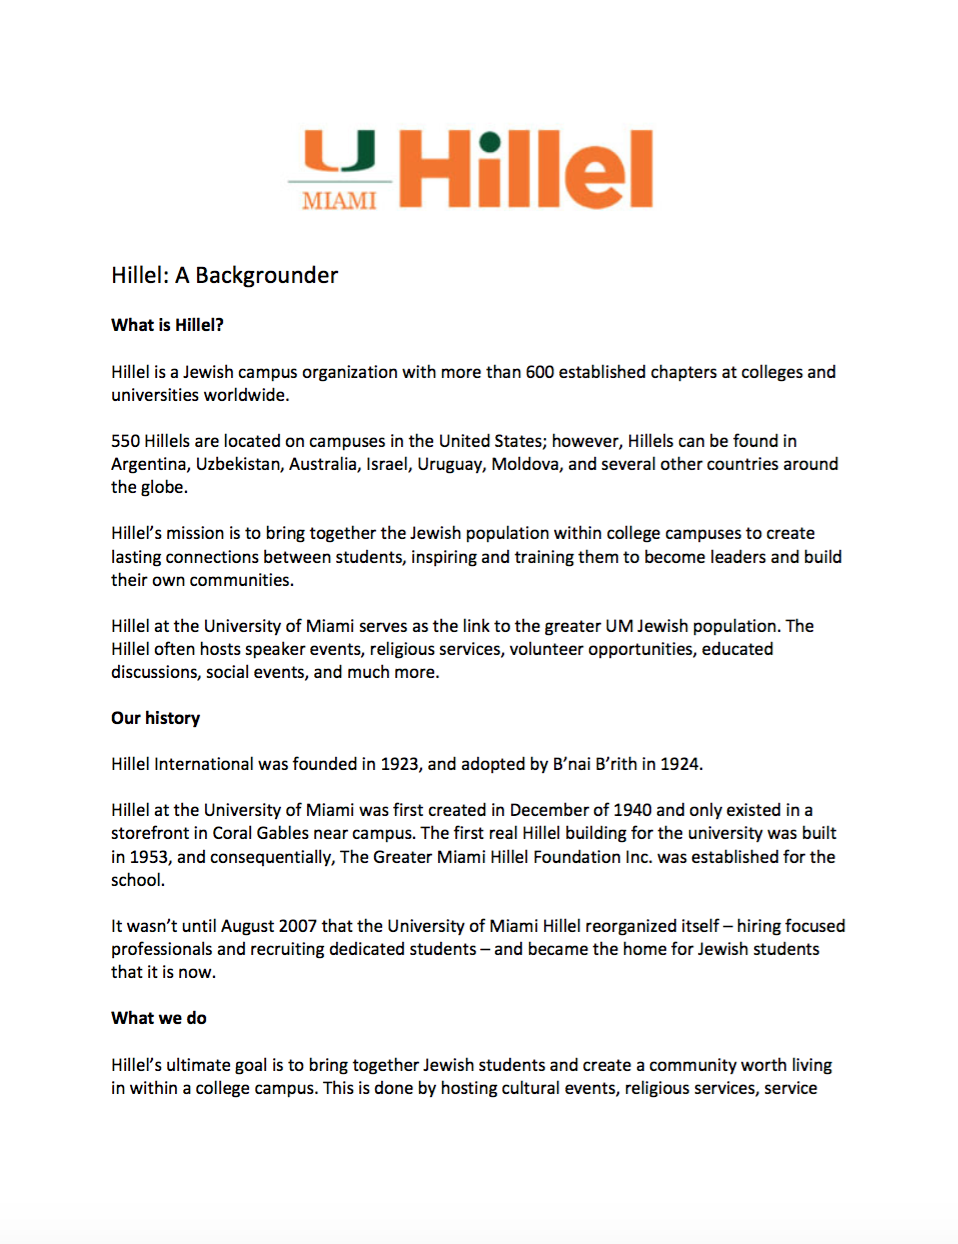 U Hillel
MIAMI
Hillel: A Backgrounder
What is Hillel?
Hillel is a Jewish campus organization with more than 600 established chapters at colleges and
universities worldwide.
550 Hillels are located on campuses in the United States; however, Hillels can be found in
Argentina, Uzbekistan, Australia, Israel, Uruguay, Moldova, and several other countries around
the globe.
Hillel’s mission is to bring together the Jewish population within college campuses to create
lasting connections between students, inspiring and training them to become leaders and build
their own communities.
Hillel at the University of Miami serves as the link to the greater UM Jewish population. The
Hillel often hosts speaker events, religious services, volunteer opportunities, educated
discussions, social events, and much more.
Our history
Hillel International was founded in 1923, and adopted by B’nai B’rith in 1924.
Hillel at the University of Miami was first created in December of 1940 and only existed in a
storefront in Coral Gables near campus. The first real Hillel building for the university was built
in 1953, and consequentially, The Greater Miami Hillel Foundation Inc. was established for the
school.
It wasn’t until August 2007 that the University of Miami Hillel reorganized itself – hiring focused
professionals and recruiting dedicated students – and became the home for Jewish students
that it is now.
What we do
Hillel’s ultimate goal is to bring together Jewish students and create a community worth living
in within a college campus. This is done by hosting cultural events, religious services, service